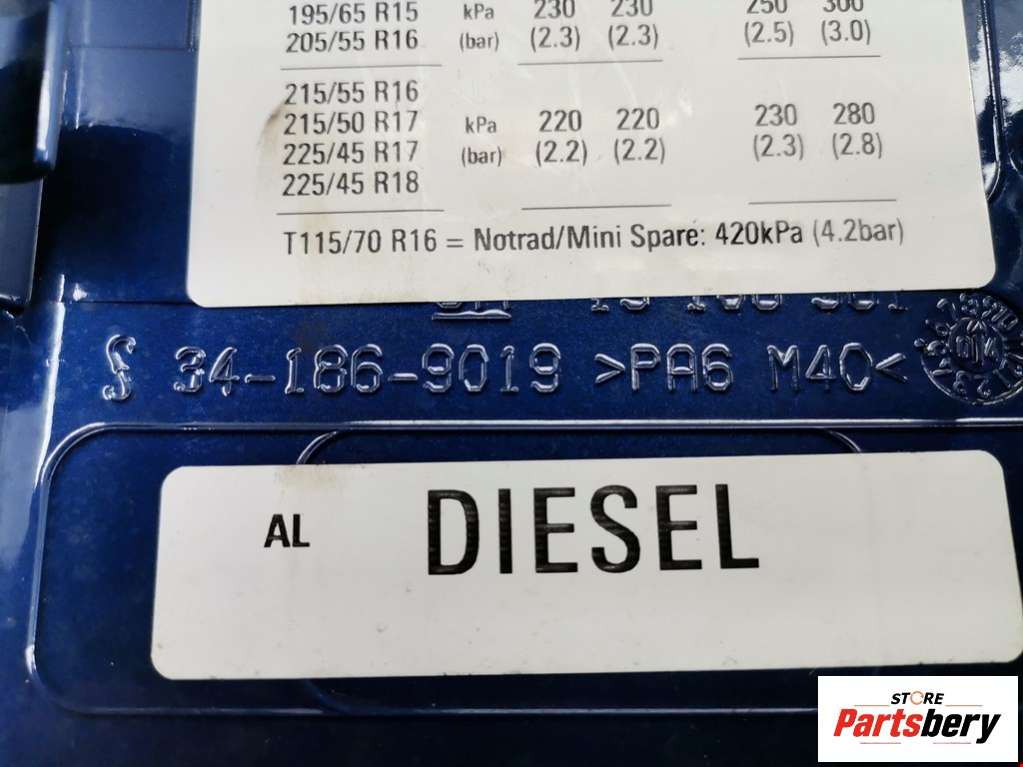 195/65 R15 kPa 230 230 250 300
205/55 R16 (bar) (2.3) (2.3) (2.5) (3.0)
215/55 R16
215/50 R17 kPa 220 220 230 280
225/45 R17 (bar) (2.2) (2.2) (2.3) (2.8)
225/45 R18
T115/70 R16 = Notrad/Mini Spare: 420kPa (4.2bar)
34-186-9019 >PA6 M40<
AL DIESEL
STORE
Partsbery